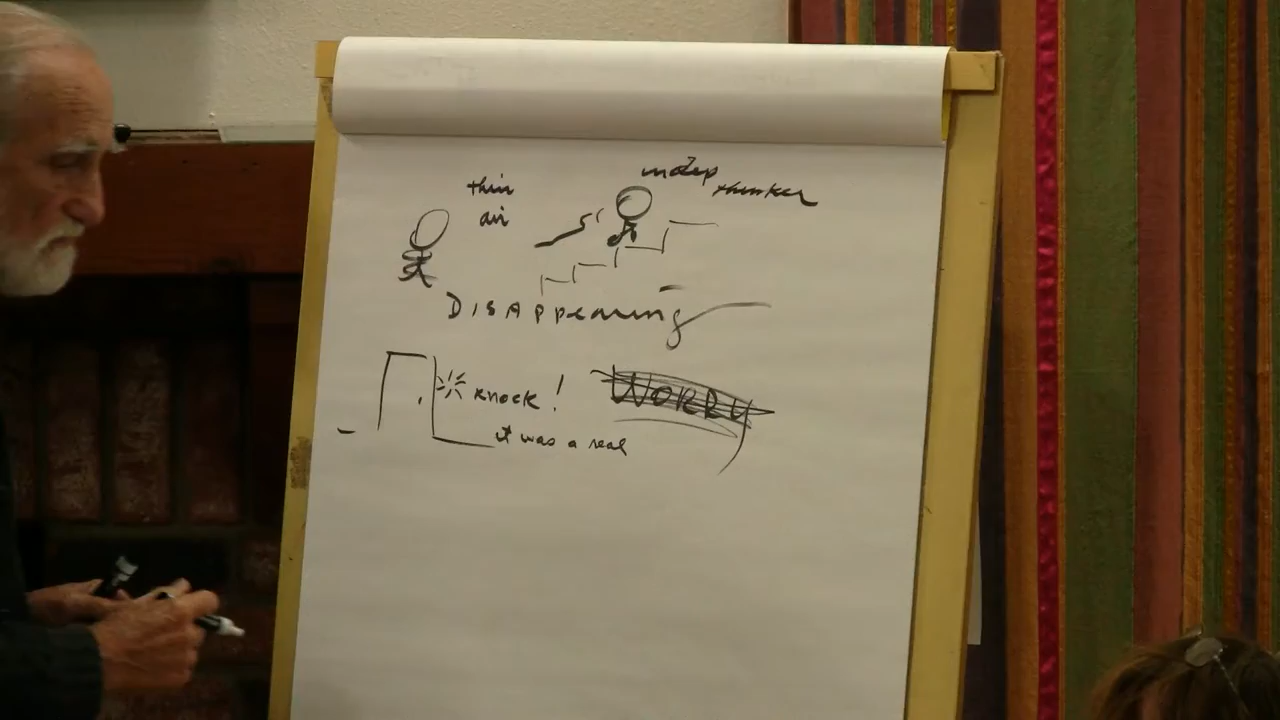 thin
air
indep
thinker
DISAppearing
knock!
WORRY
it was a real